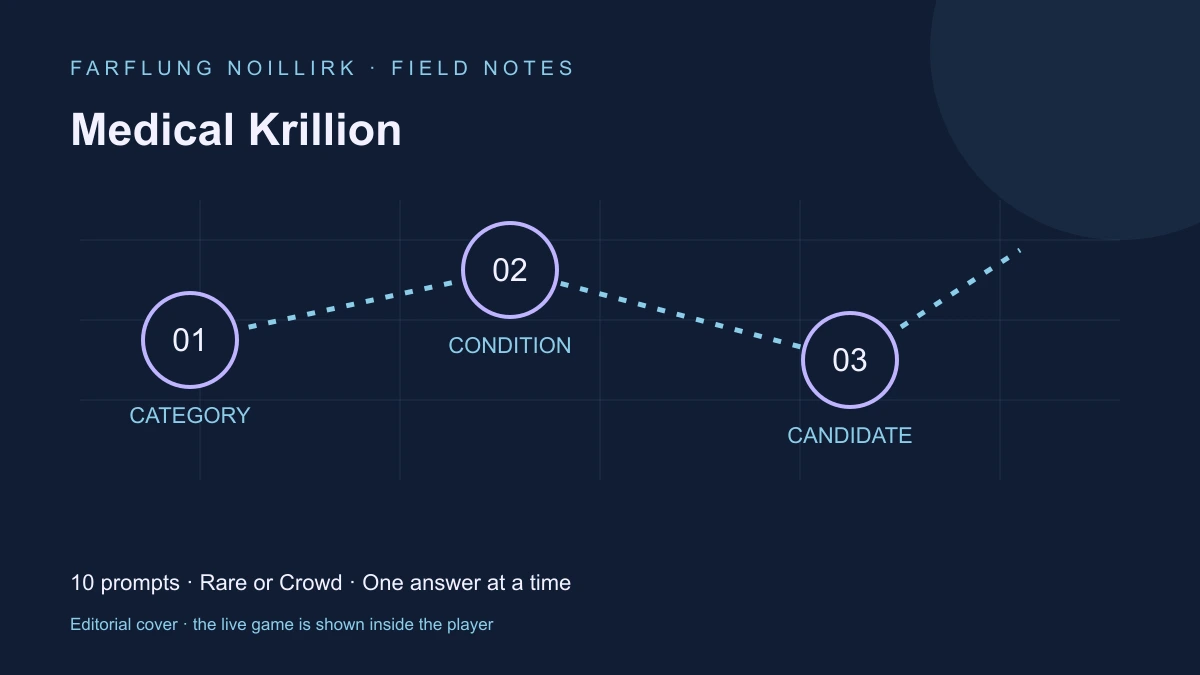 FARFLUNG NOILLIRK · FIELD NOTES
Medical Krillion
01
CATEGORY
02
CONDITION
03
CANDIDATE
10 prompts · Rare or Crowd · One answer at a time
Editorial cover · the live game is shown inside the player